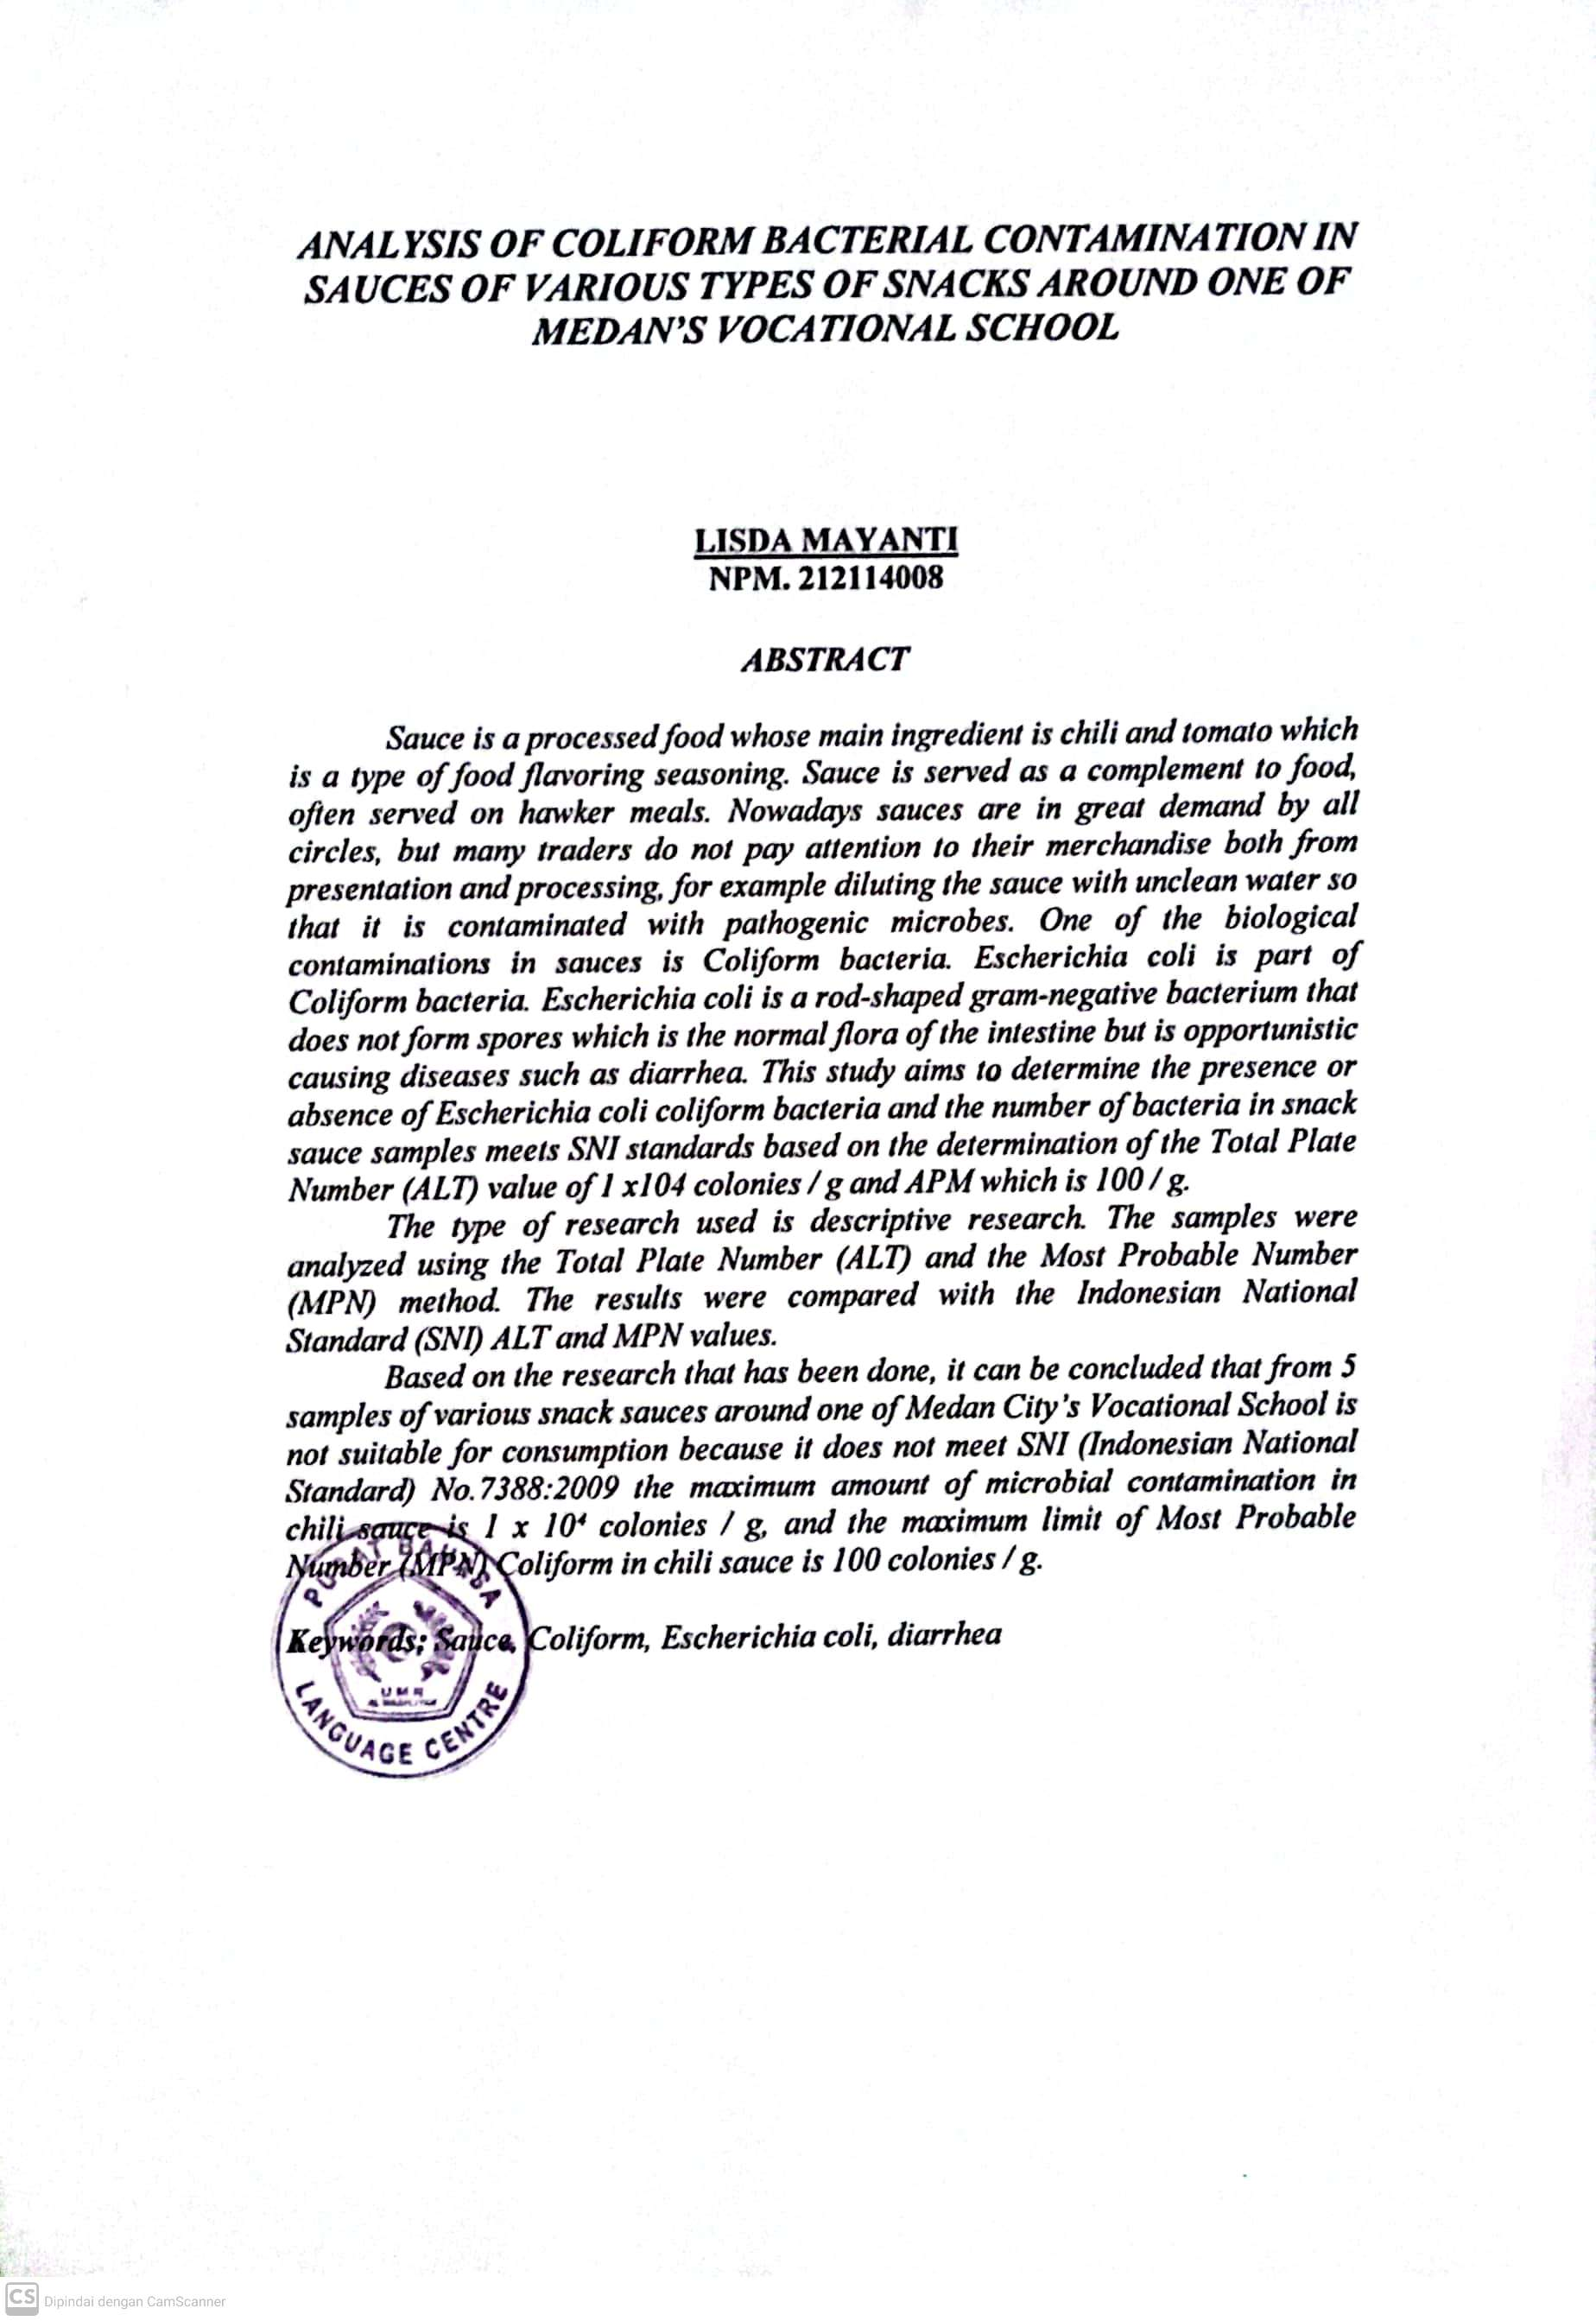 ANALYSIS OF COLIFORM BACTERIAL CONTAMINATION IN
SAUCES OF VARIOUS TYPES OF SNACKS AROUND ONE OF
MEDAN'S VOCATIONAL SCHOOL
LISDA MAYANTI
NPM. 212114008
ABSTRACT
Sauce is a processed food whose main ingredient is chili and tomato which
is a type of food flavoring seasoning. Sauce is served as a complement to food,
often served on hawker meals. Nowadays sauces are in great demand by all
circles, but many traders do not pay attention to their merchandise both from
presentation and processing, for example diluting the sauce with unclean water so
that it is contaminated with pathogenic microbes. One of the biological
contaminations in sauces is Coliform bacteria. Escherichia coli is part of
Coliform bacteria. Escherichia coli is a rod-shaped gram-negative bacterium that
does not form spores which is the normal flora of the intestine but is opportunistic
causing diseases such as diarrhea. This study aims to determine the presence or
absence of Escherichia coli coliform bacteria and the number of bacteria in snack
sauce samples meets SNI standards based on the determination of the Total Plate
Number (ALT) value of 1 x104 colonies / g and APM which is 100 / g.
The type of research used is descriptive research. The samples were
analyzed using the Total Plate Number (ALT) and the Most Probable Number
(MPN) method. The results were compared with the Indonesian National
Standard (SNI) ALT and MPN values.
Based on the research that has been done, it can be concluded that from 5
samples of various snack sauces around one of Medan City's Vocational School is
not suitable for consumption because it does not meet SNI (Indonesian National
Standard) No.7388:2009 the maximum amount of microbial contamination in
chili sauce is 1 x 10⁴ colonies / g, and the maximum limit of Most Probable
Number (MPN) Coliform in chili sauce is 100 colonies / g.
Keywords; Sauce, Coliform, Escherichia coli, diarrhea
PUSAT BAHASA
UMN
LANGUAGE CENTRE
CS Dipindai dengan CamScanner